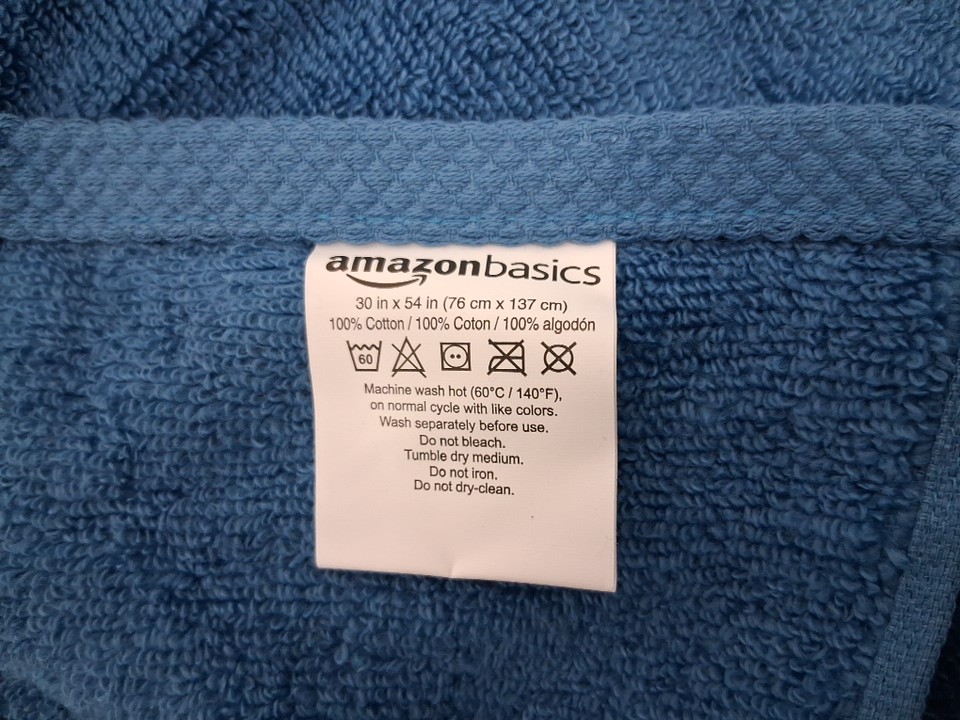 amazonbasics
30 in x 54 in (76 cm x 137 cm)
100% Cotton / 100% Coton / 100% algodón
60
Machine wash hot (60°C / 140°F),
on normal cycle with like colors.
Wash separately before use.
Do not bleach.
Tumble dry medium.
Do not iron.
Do not dry-clean.